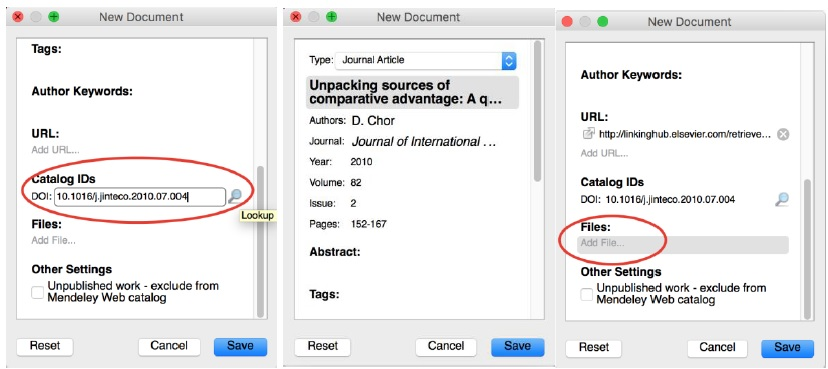 New Document
Tags:
Author Keywords:
URL:
Add URL...
Catalog IDs
DOI: 10.1016/j.jinteco.2010.07.004
Lookup
Files:
Add File...
Other Settings
Unpublished work - exclude from
Mendeley Web catalog
Reset Cancel Save
New Document
Type: Journal Article
Unpacking sources of
comparative advantage: A q...
Authors: D. Chor
Journal: Journal of International ...
Year: 2010
Volume: 82
Issue: 2
Pages: 152-167
Abstract:
Tags:
Reset Cancel Save
New Document
Author Keywords:
URL:
http://linkinghub.elsevier.com/retrieve...
Add URL...
Catalog IDs
DOI: 10.1016/j.jinteco.2010.07.004
Files:
Add File...
Other Settings
Unpublished work - exclude from
Mendeley Web catalog
Reset Cancel Save